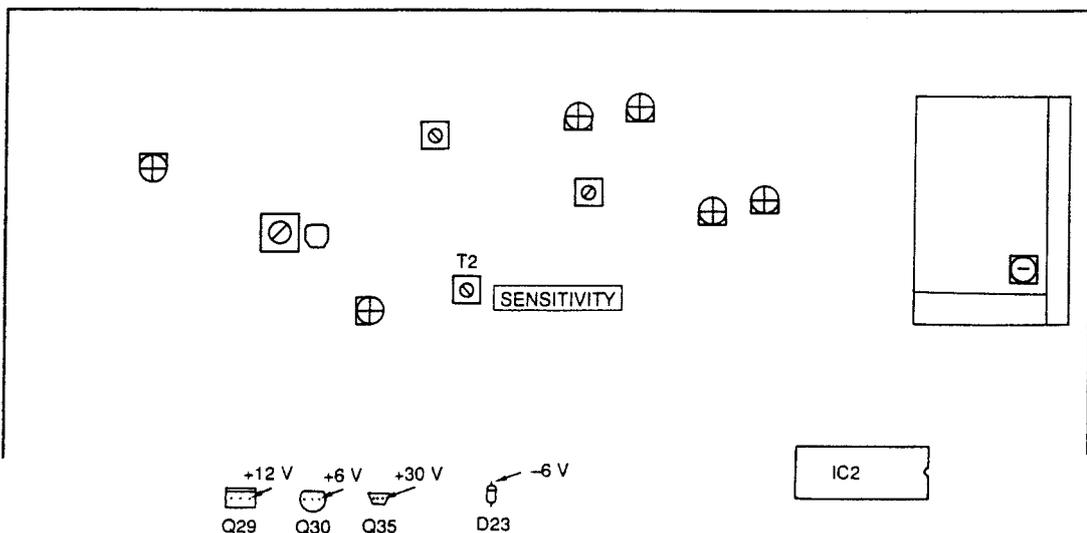 T2
SENSITIVITY
+12 V
+6 V
+30 V
–6 V
IC2
Q29
Q30
Q35
D23